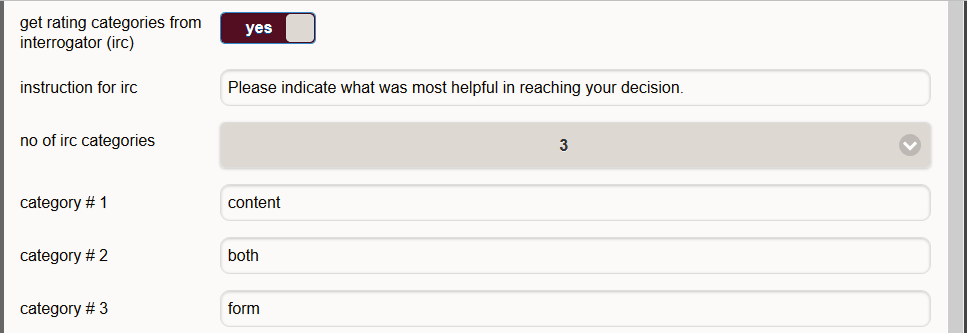 get rating categories from
interrogator (irc)
yes
instruction for irc
Please indicate what was most helpful in reaching your decision.
no of irc categories
3
category # 1
content
category # 2
both
category # 3
form